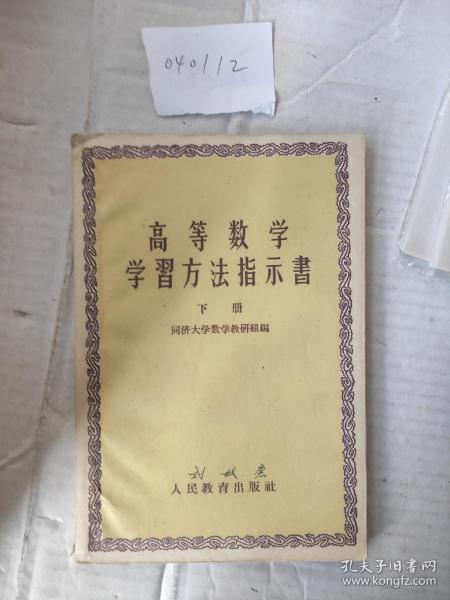 040112
高等数学
学習方法指示書
下册
同济大学数学教研組編
人民教育出版社
孔夫子旧书网
www.kongfz.com